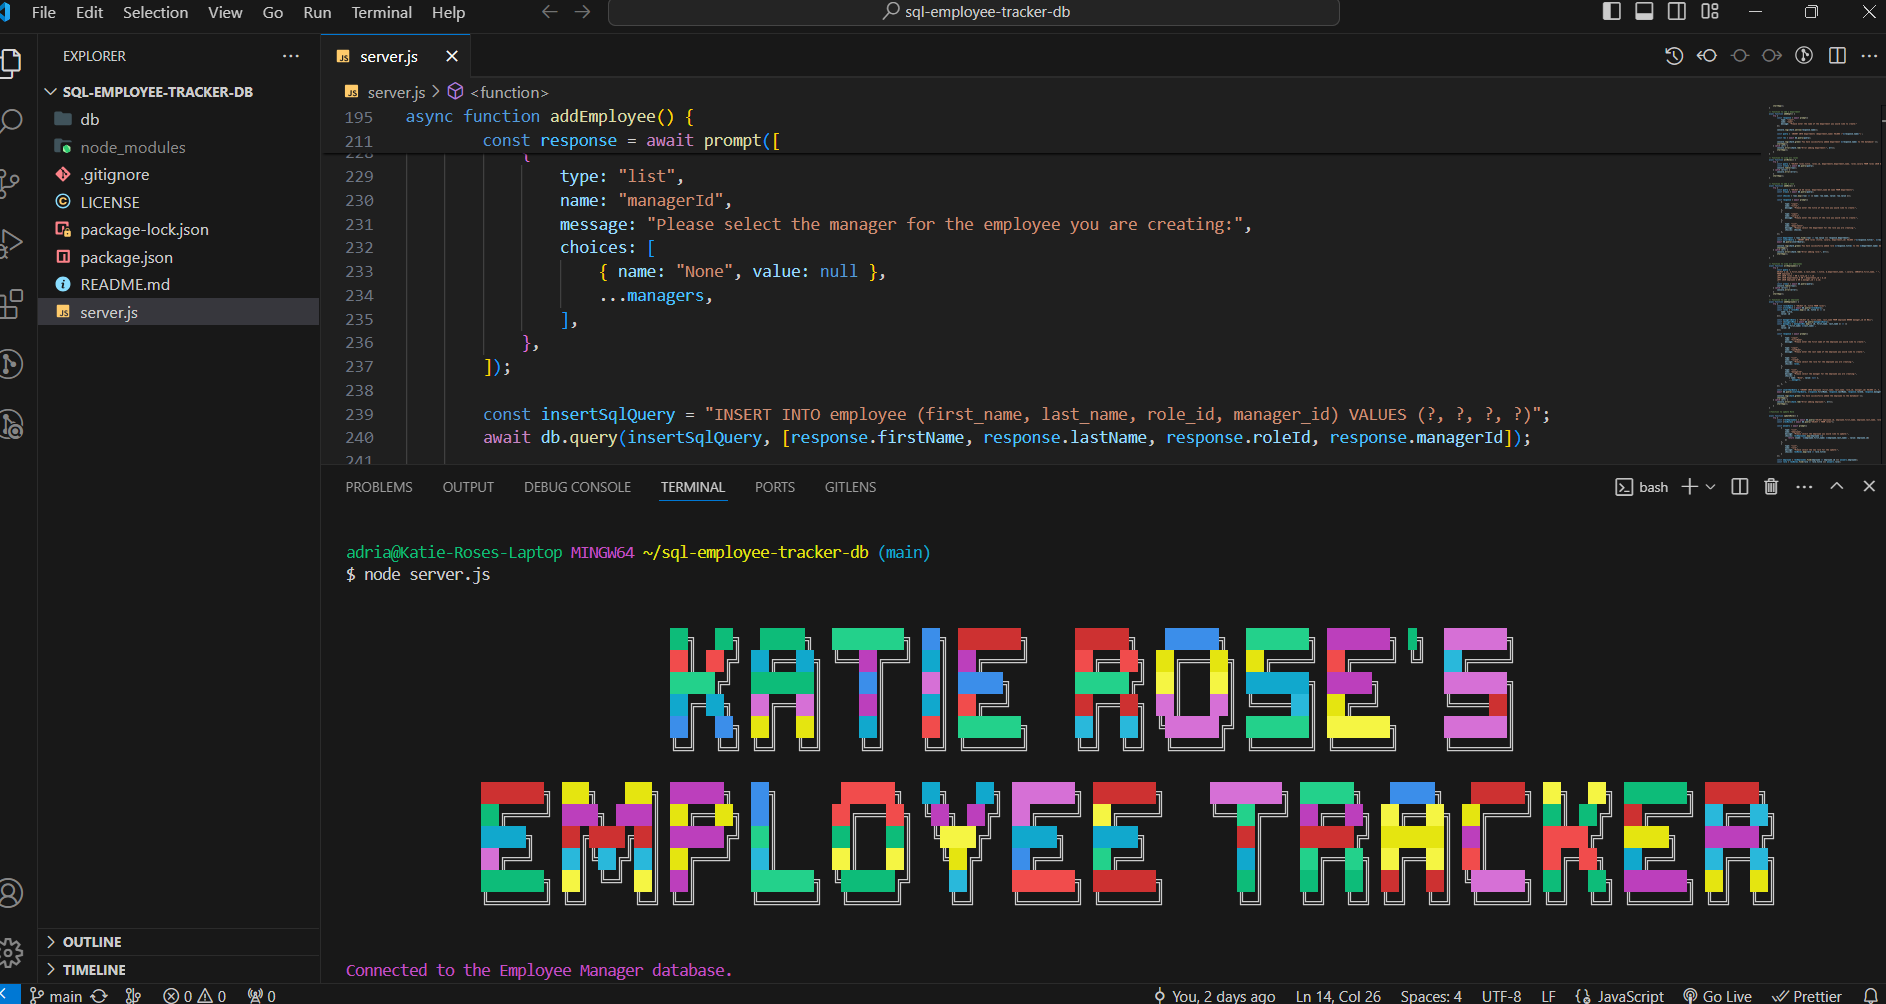 File Edit Selection View Go Run Terminal Help
sql-employee-tracker-db
EXPLORER
SQL-EMPLOYEE-TRACKER-DB
db
node_modules
.gitignore
LICENSE
package-lock.json
package.json
README.md
server.js
OUTLINE
TIMELINE
server.js
server.js > <function>
195 async function addEmployee() {
211 const response = await prompt([
228 {
229 type: "list",
230 name: "managerId",
231 message: "Please select the manager for the employee you are creating:",
232 choices: [
233 { name: "None", value: null },
234 ...managers,
235 ],
236 },
237 ]);
238
239 const insertSqlQuery = "INSERT INTO employee (first_name, last_name, role_id, manager_id) VALUES (?, ?, ?, ?)";
240 await db.query(insertSqlQuery, [response.firstName, response.lastName, response.roleId, response.managerId]);
241
PROBLEMS OUTPUT DEBUG CONSOLE TERMINAL PORTS GITLENS
bash
adria@Katie-Roses-Laptop MINGW64 ~/sql-employee-tracker-db (main)
$ node server.js
KATIE ROSE'S
EMPLOYEE TRACKER
Connected to the Employee Manager database.
main 0 0 0
You, 2 days ago Ln 14, Col 26 Spaces: 4 UTF-8 LF JavaScript Go Live Prettier